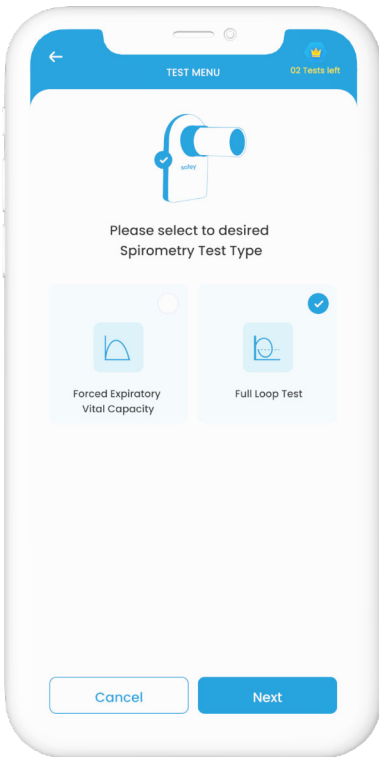 TEST MENU
02 Tests left
safey
Please select to desired
Spirometry Test Type
Forced Expiratory
Vital Capacity
Full Loop Test
Cancel
Next